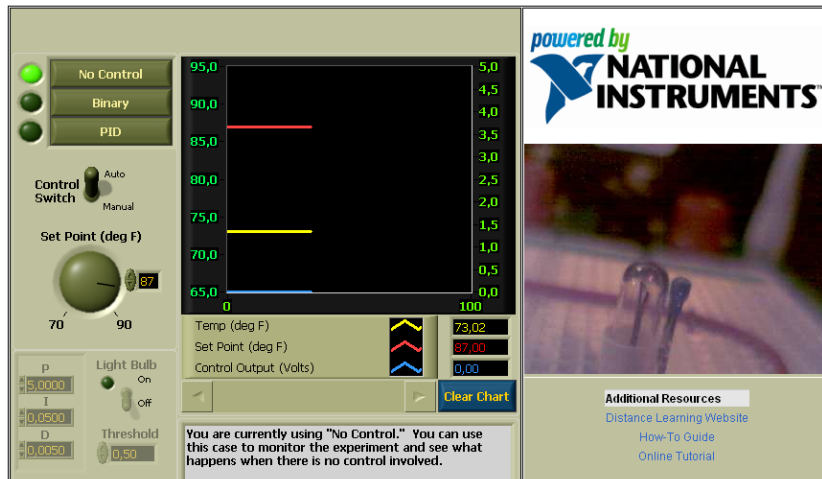 No Control
Binary
PID
Control
Switch
Auto
Manual
Set Point (deg F)
87
70
90
P
5,0000
I
0,0500
D
0,0050
Light Bulb
On
Off
Threshold
0,50
95,0
90,0
85,0
80,0
75,0
70,0
65,0
5,0
4,5
4,0
3,5
3,0
2,5
2,0
1,5
1,0
0,5
0,0
0
100
Temp (deg F)
73,02
Set Point (deg F)
87,00
Control Output (Volts)
0,00
Clear Chart
You are currently using "No Control." You can use
this case to monitor the experiment and see what
happens when there is no control involved.
powered by
NATIONAL
INSTRUMENTS™
Additional Resources
Distance Learning Website
How-To Guide
Online Tutorial